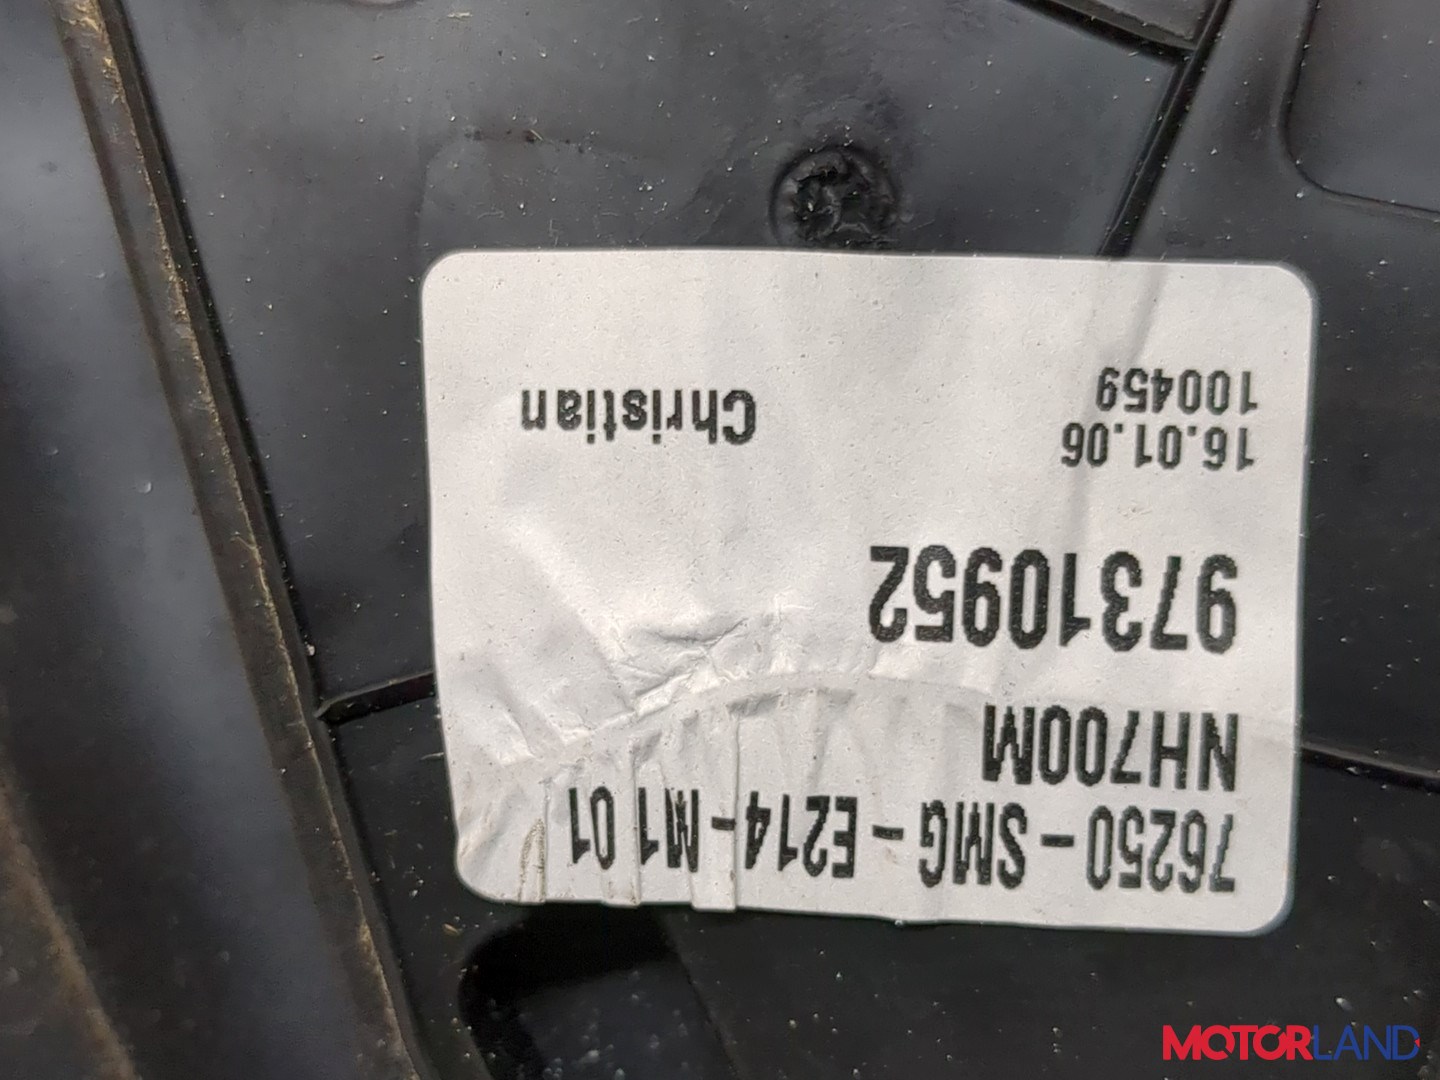 76250-SMG-E214-M1 01
NH700M
97310952
16.01.06
100459
Christian
MOTORLAND